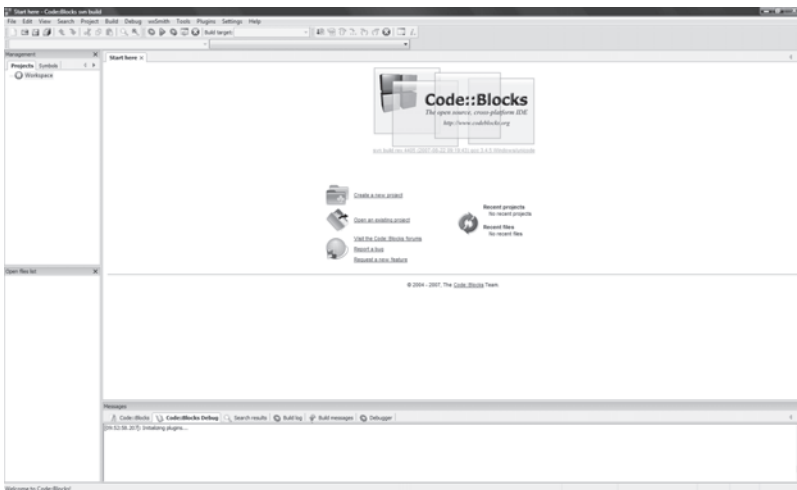 Start here - Code::Blocks svn build
File Edit View Search Project Build Debug wxSmith Tools Plugins Settings Help
Build target:
Management
Projects Symbols
Workspace
Start here
Code::Blocks
The open source, cross-platform IDE
http://www.codeblocks.org
Create a new project
Open an existing project
Visit the Code::Blocks forums
Report a bug
Request a new feature
Recent projects
No recent projects
Recent files
No recent files
© 2004 - 2007, The Code::Blocks Team.
Open files list
Messages
Code::Blocks Code::Blocks Debug Search results Build log Build messages Debugger
Initializing plugins...
Welcome to Code::Blocks!